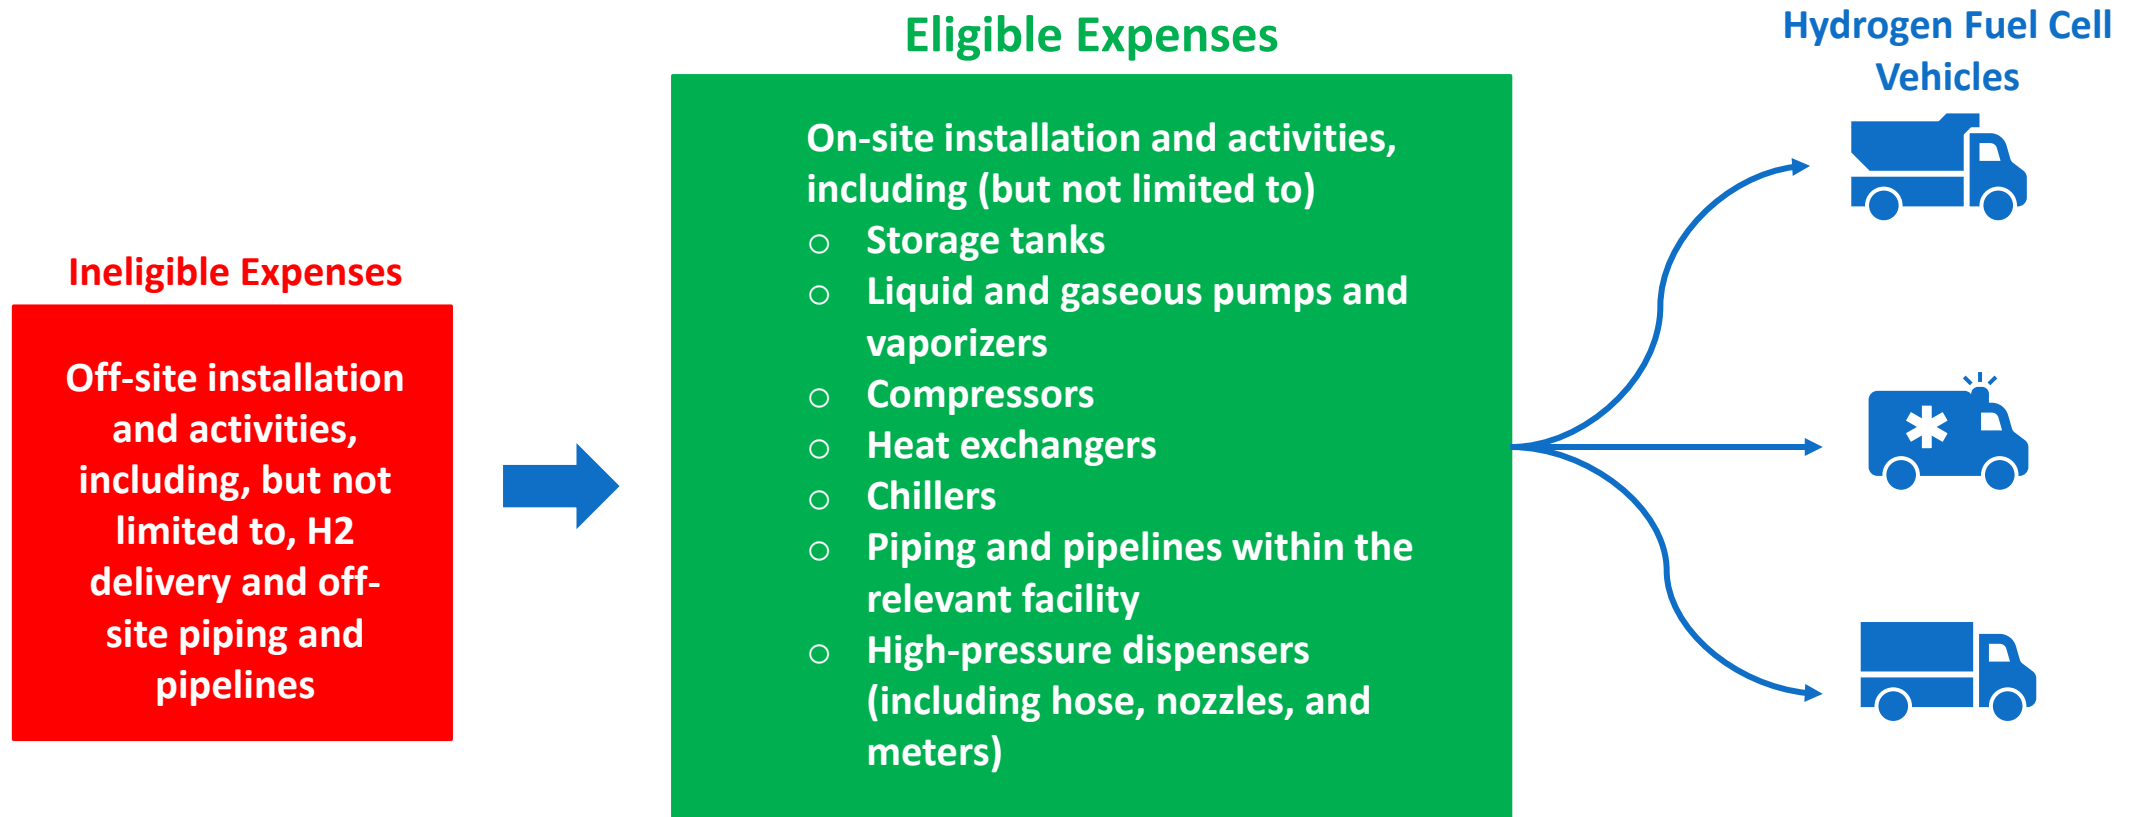 Ineligible Expenses
Off-site installation
and activities,
including, but not
limited to, H2
delivery and off-
site piping and
pipelines
Eligible Expenses
On-site installation and activities,
including (but not limited to)
○ Storage tanks
○ Liquid and gaseous pumps and
vaporizers
○ Compressors
○ Heat exchangers
○ Chillers
○ Piping and pipelines within the
relevant facility
○ High-pressure dispensers
(including hose, nozzles, and
meters)
Hydrogen Fuel Cell
Vehicles